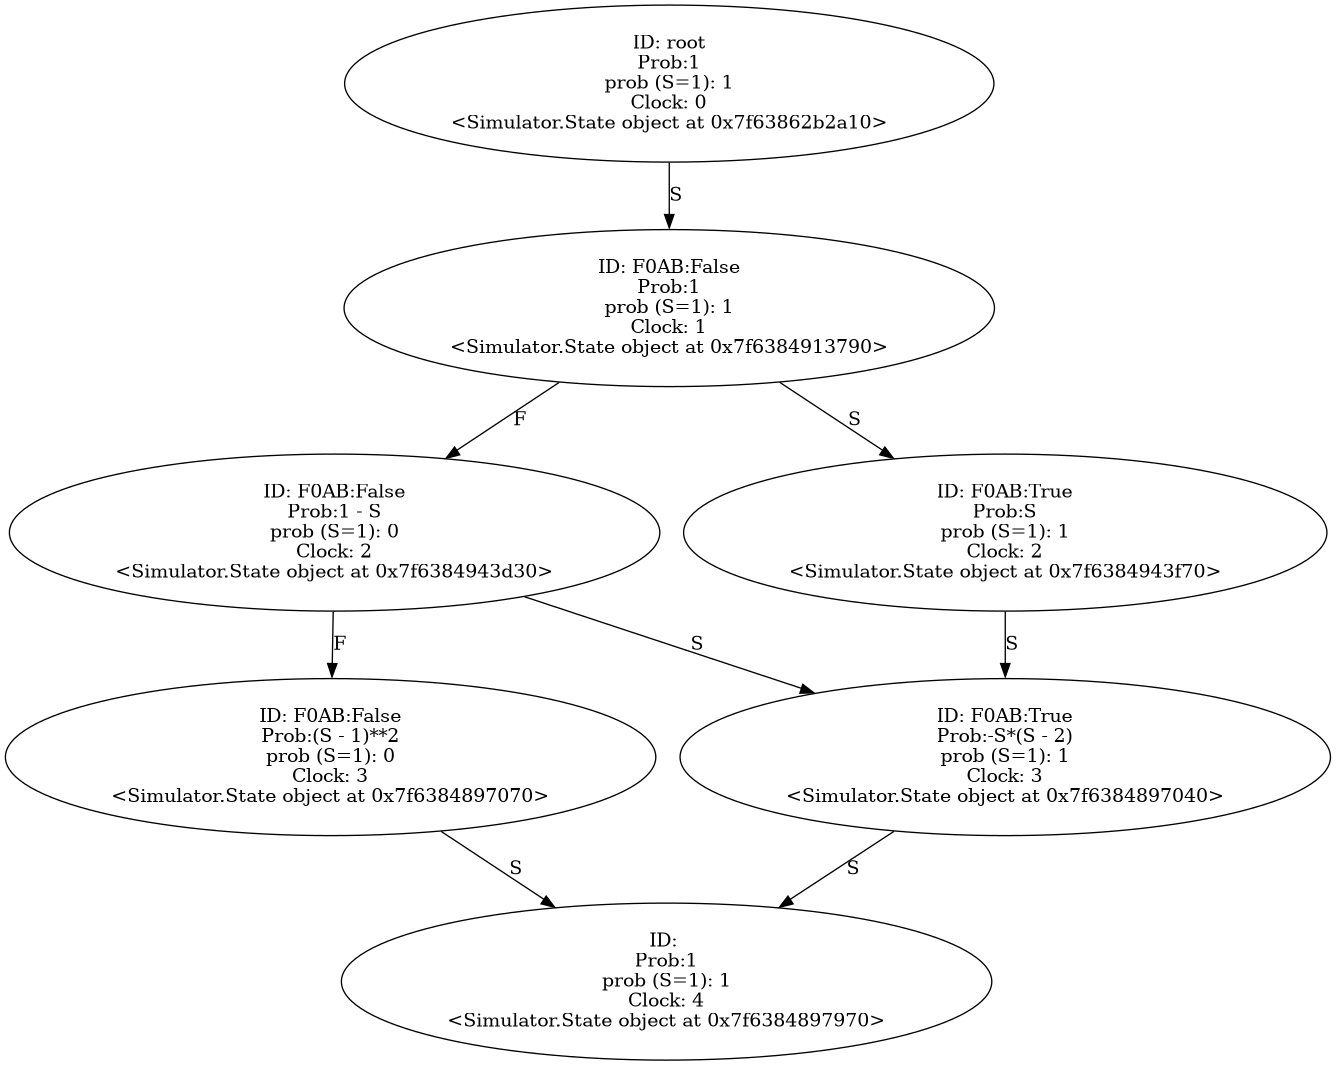 ID: root
Prob:1
prob (S=1): 1
Clock: 0
<Simulator.State object at 0x7f63862b2a10>
S
ID: F0AB:False
Prob:1
prob (S=1): 1
Clock: 1
<Simulator.State object at 0x7f6384913790>
F
S
ID: F0AB:False
Prob:1 - S
prob (S=1): 0
Clock: 2
<Simulator.State object at 0x7f6384943d30>
ID: F0AB:True
Prob:S
prob (S=1): 1
Clock: 2
<Simulator.State object at 0x7f6384943f70>
F
S
S
ID: F0AB:False
Prob:(S - 1)**2
prob (S=1): 0
Clock: 3
<Simulator.State object at 0x7f6384897070>
ID: F0AB:True
Prob:-S*(S - 2)
prob (S=1): 1
Clock: 3
<Simulator.State object at 0x7f6384897040>
S
S
ID:
Prob:1
prob (S=1): 1
Clock: 4
<Simulator.State object at 0x7f6384897970>